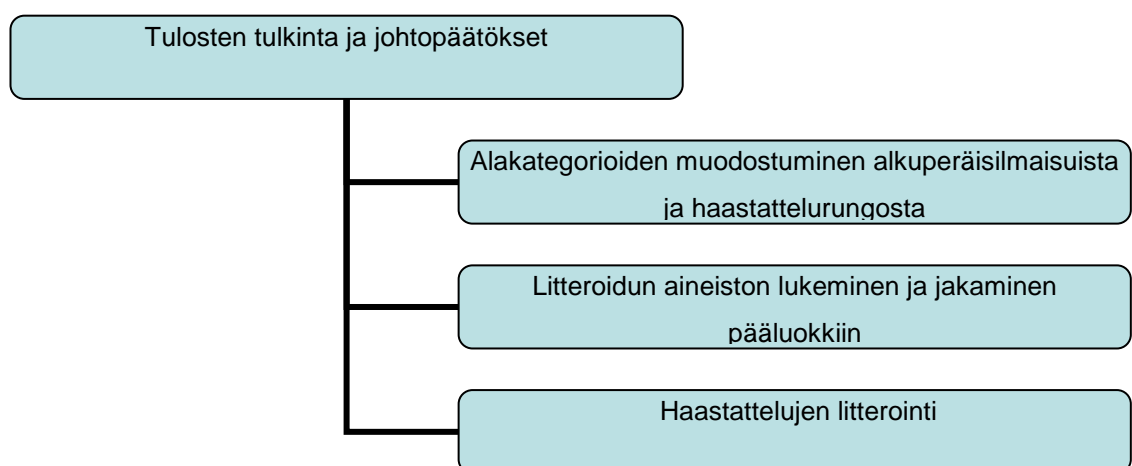 Tulosten tulkinta ja johtopäätökset
Alakategorioiden muodostuminen alkuperäisilmaisuista
ja haastattelurungosta
Litteroidun aineiston lukeminen ja jakaminen
pääluokkiin
Haastattelujen litterointi